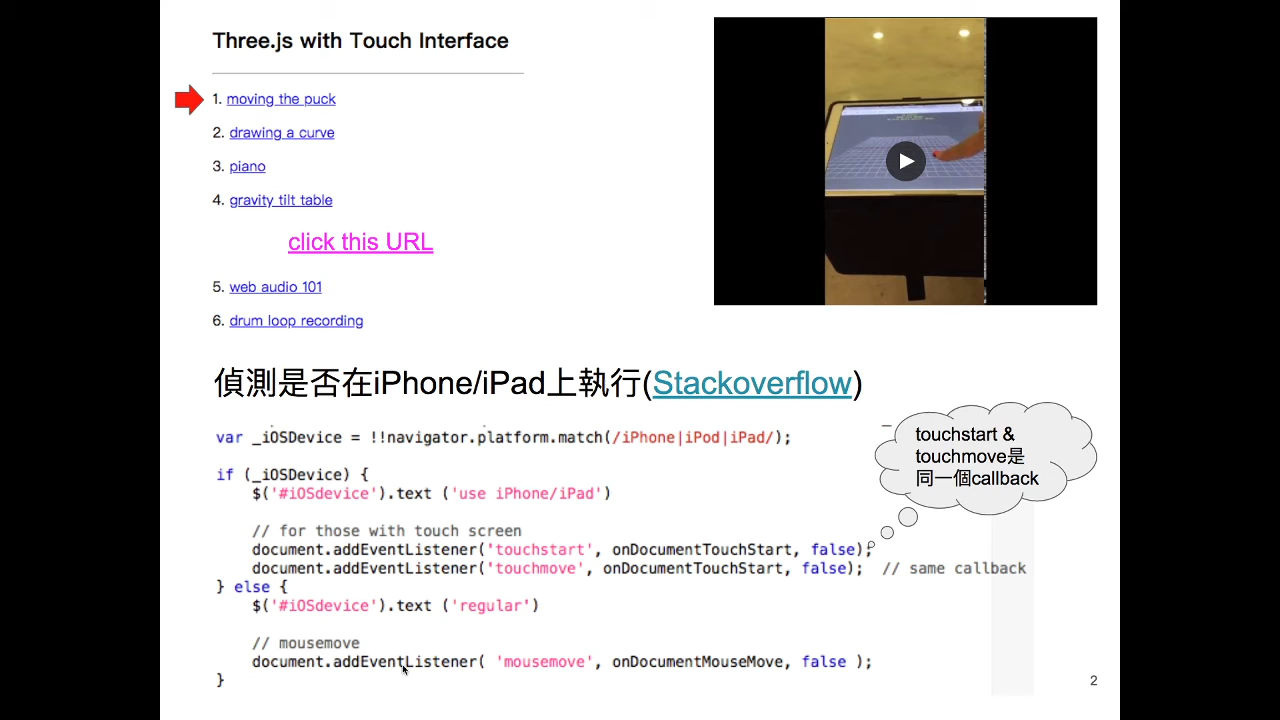 Three.js with Touch Interface
1. moving the puck
2. drawing a curve
3. piano
4. gravity tilt table
click this URL
5. web audio 101
6. drum loop recording
偵測是否在iPhone/iPad上執行(Stackoverflow)
touchstart &
touchmove是
同一個callback
var _iOSDevice = !!navigator.platform.match(/iPhone|iPod|iPad/);
if (_iOSDevice) {
$('#iOSdevice').text ('use iPhone/iPad')
// for those with touch screen
document.addEventListener('touchstart', onDocumentTouchStart, false);
document.addEventListener('touchmove', onDocumentTouchStart, false);  // same callback
} else {
$('#iOSdevice').text ('regular')
// mousemove
document.addEventListener( 'mousemove', onDocumentMouseMove, false );
}
2